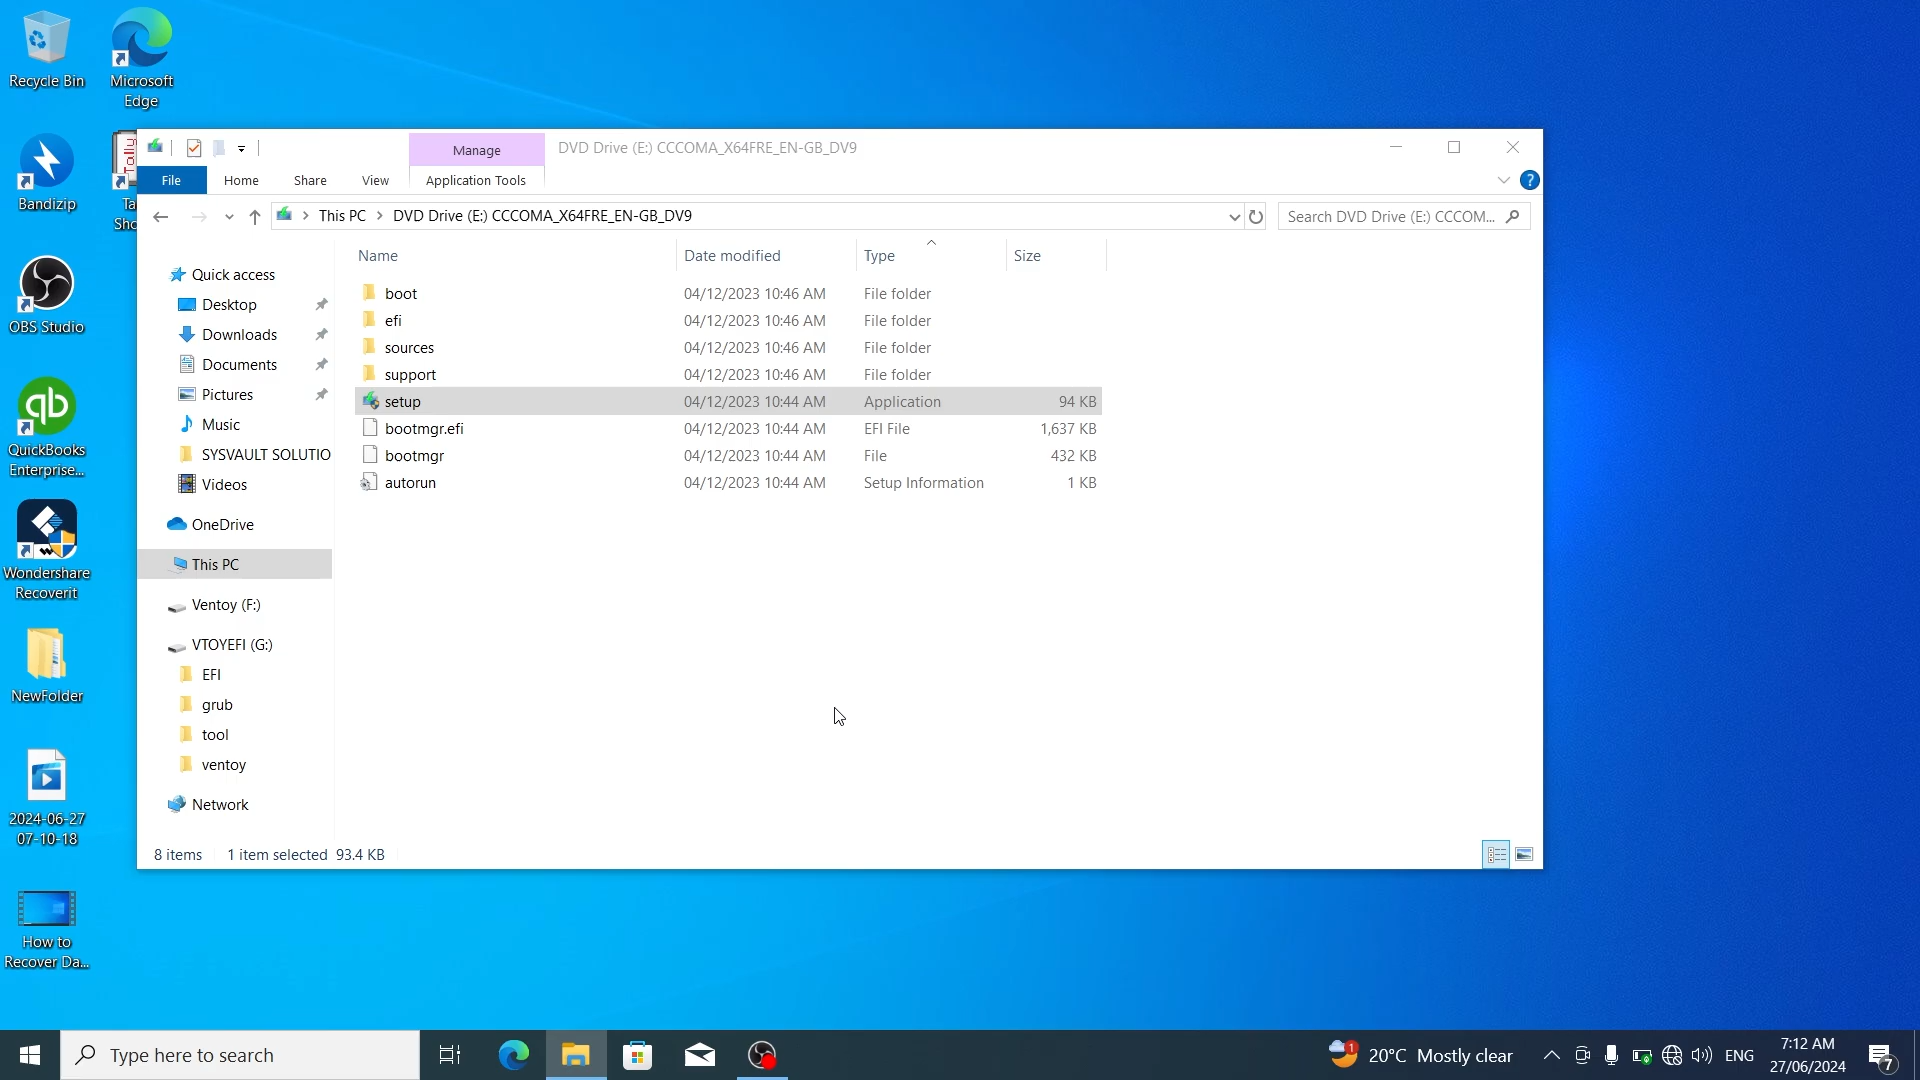 Recycle Bin
Microsoft
Edge
Bandizip
Tally
Ta
Sho
OBS Studio
QuickBooks
Enterprise...
Wondershare
Recoverit
NewFolder
2024-06-27
07-10-18
How to
Recover Da...
Manage
DVD Drive (E:) CCCOMA_X64FRE_EN-GB_DV9
File
Home
Share
View
Application Tools
?
This PC > DVD Drive (E:) CCCOMA_X64FRE_EN-GB_DV9
Search DVD Drive (E:) CCCOM...
Quick access
Desktop
Downloads
Documents
Pictures
Music
SYSVAULT SOLUTIO
Videos
OneDrive
This PC
Ventoy (F:)
VTOYEFI (G:)
EFI
grub
tool
ventoy
Network
Name Date modified Type Size
boot 04/12/2023 10:46 AM File folder
efi 04/12/2023 10:46 AM File folder
sources 04/12/2023 10:46 AM File folder
support 04/12/2023 10:46 AM File folder
setup 04/12/2023 10:44 AM Application 94 KB
bootmgr.efi 04/12/2023 10:44 AM EFI File 1,637 KB
bootmgr 04/12/2023 10:44 AM File 432 KB
autorun 04/12/2023 10:44 AM Setup Information 1 KB
8 items 1 item selected 93.4 KB
Type here to search
1
20°C Mostly clear
ENG
7:12 AM
27/06/2024
7